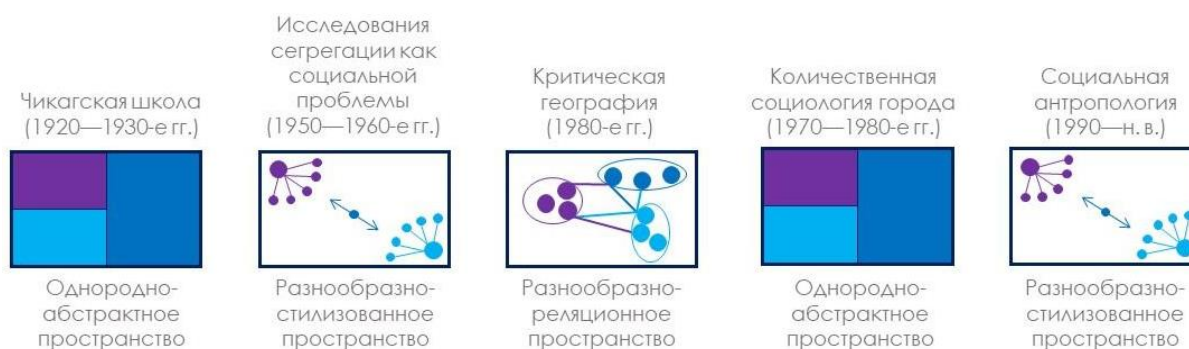 Чикагская школа
(1920—1930-е гг.)
Исследования
сегрегации как
социальной
проблемы
(1950—1960-е гг.)
Критическая
география
(1980-е гг.)
Количественная
социология города
(1970—1980-е гг.)
Социальная
антропология
(1990—н. в.)
Однородно-
абстрактное
пространство
Разнообразно-
стилизованное
пространство
Разнообразно-
реляционное
пространство
Однородно-
абстрактное
пространство
Разнообразно-
стилизованное
пространство